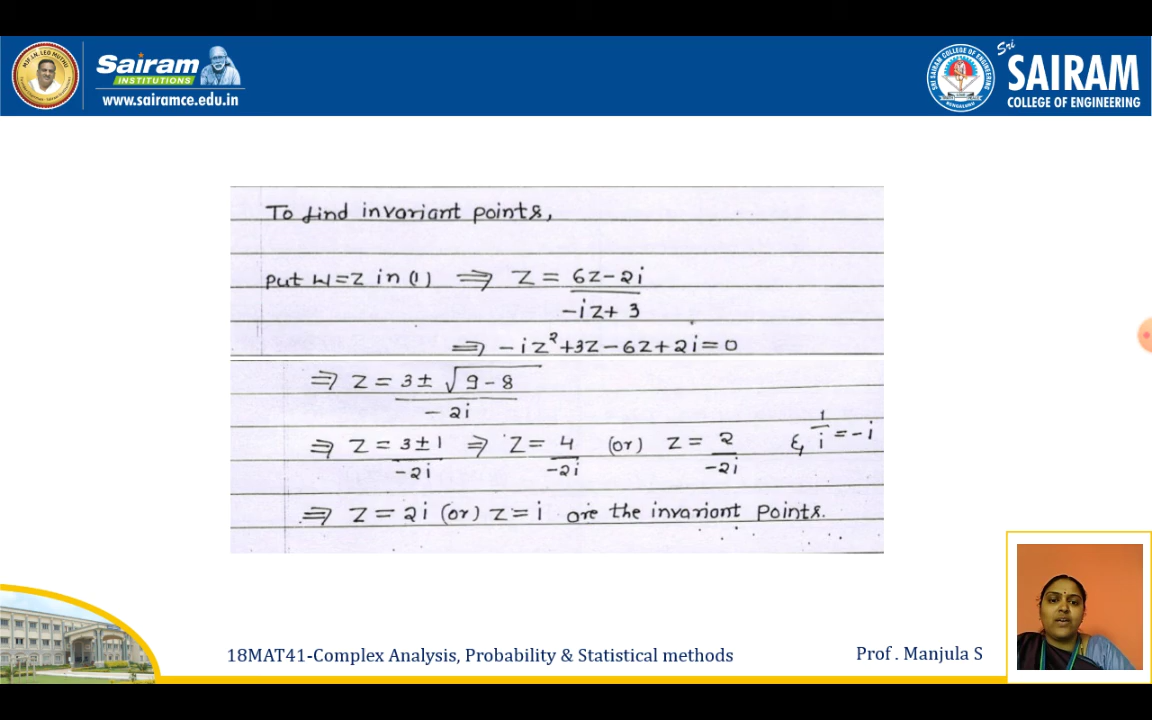 Sairam
INSTITUTIONS
www.sairamce.edu.in
Sri
SAIRAM
COLLEGE OF ENGINEERING
To find invariant points,
Put W=Z in (1) ⟹ Z = 6Z-2i / -iZ+3
⟹ -iZ²+3Z-6Z+2i=0
⟹ Z = 3±√9-8 / -2i
⟹ Z = 3±1 / -2i ⟹ Z = 4 / -2i (or) Z = 2 / -2i & 1/i = -i
⟹ Z = 2i (or) Z = i are the invariant points.
18MAT41-Complex Analysis, Probability & Statistical methods
Prof . Manjula S